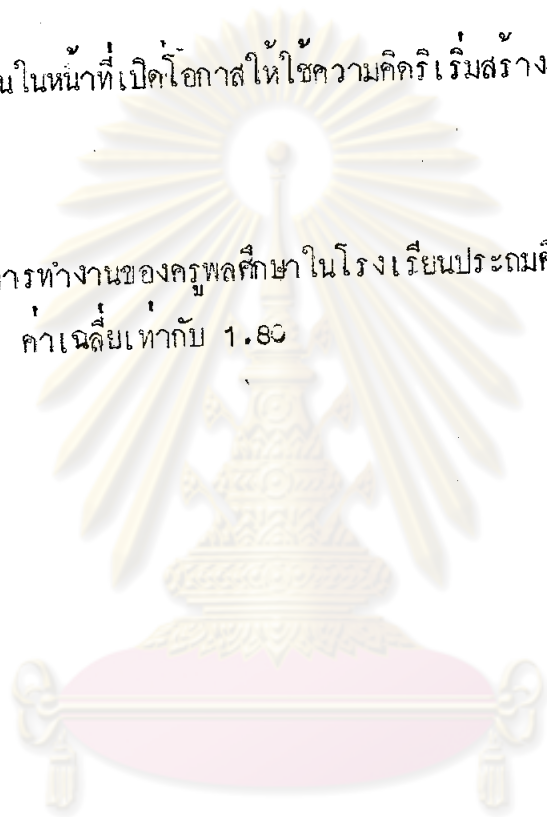 นในหน้าที่เปิดโอกาสให้ใช้ความคิดริเริ่มสร้าง
ารทำงานของครูพลศึกษาในโรงเรียนประถมศึ
ค่าเฉลี่ยเท่ากับ 1.80